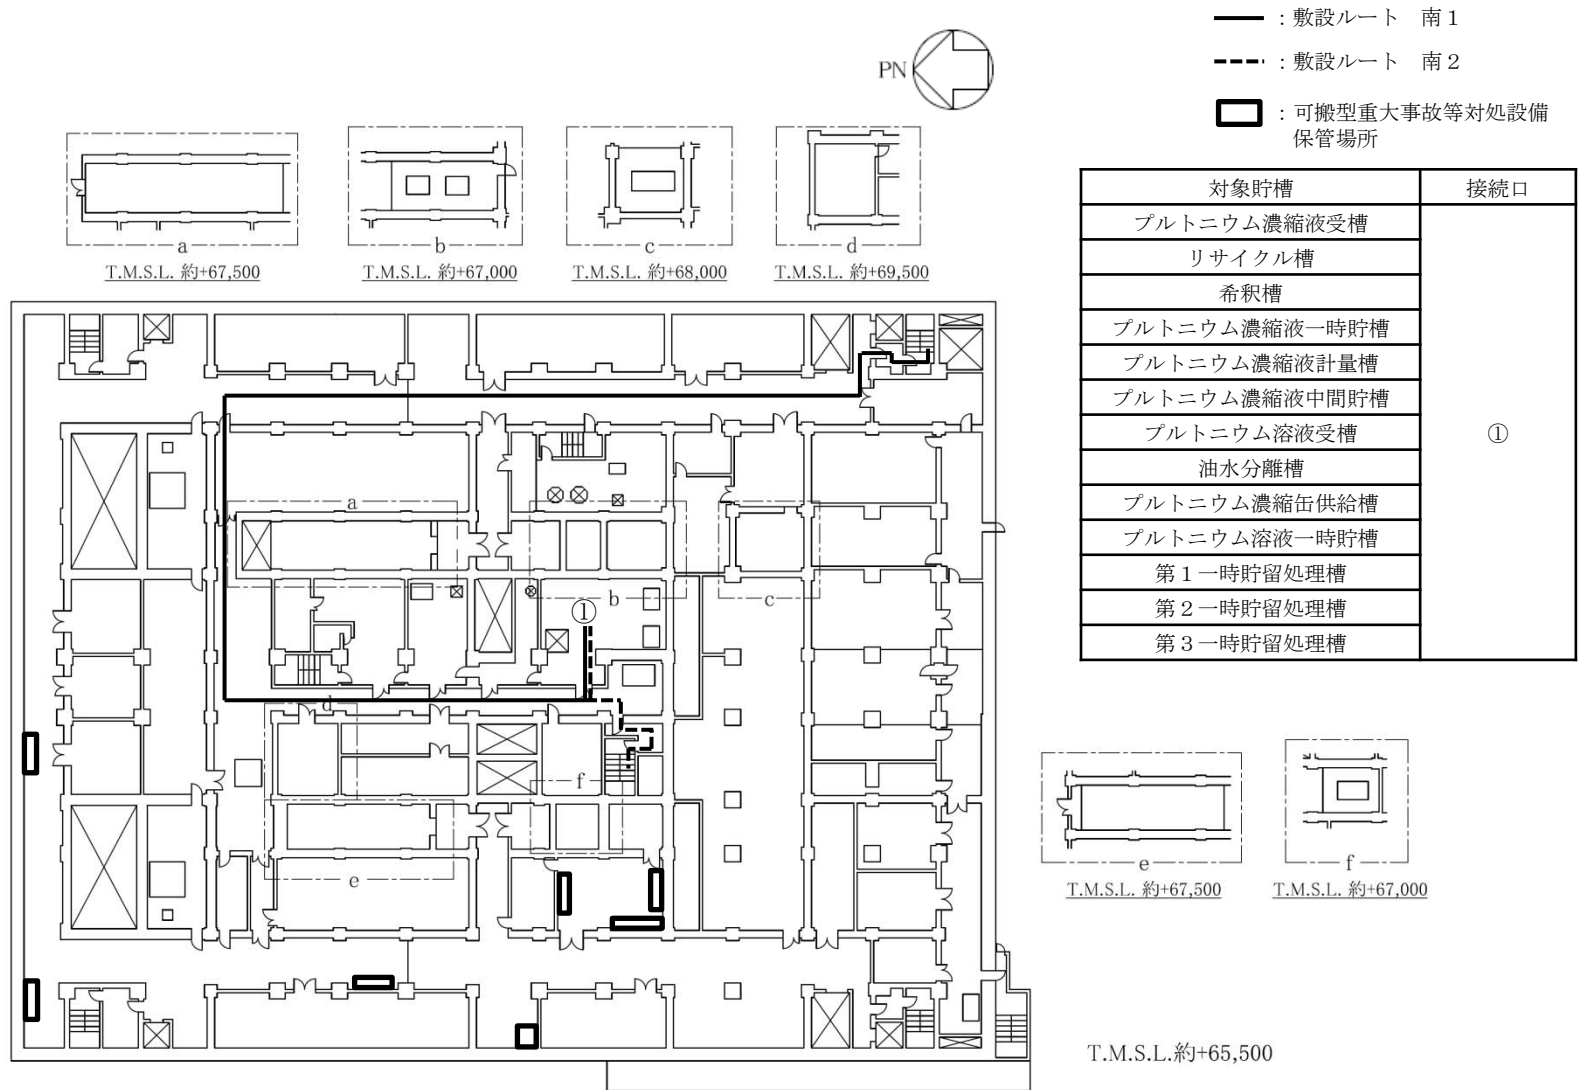 ：敷設ルート　南１
：敷設ルート　南２
：可搬型重大事故等対処設備
保管場所
PN
a
T.M.S.L. 約+67,500
b
T.M.S.L. 約+67,000
c
T.M.S.L. 約+68,000
d
T.M.S.L. 約+69,500
対象貯槽　接続口
プルトニウム濃縮液受槽
リサイクル槽
希釈槽
プルトニウム濃縮液一時貯槽
プルトニウム濃縮液計量槽
プルトニウム濃縮液中間貯槽
プルトニウム溶液受槽
①
油水分離槽
プルトニウム濃縮缶供給槽
プルトニウム溶液一時貯槽
第１一時貯留処理槽
第２一時貯留処理槽
第３一時貯留処理槽
a
b
c
①
d
f
e
e
T.M.S.L. 約+67,500
f
T.M.S.L. 約+67,000
T.M.S.L.約+65,500